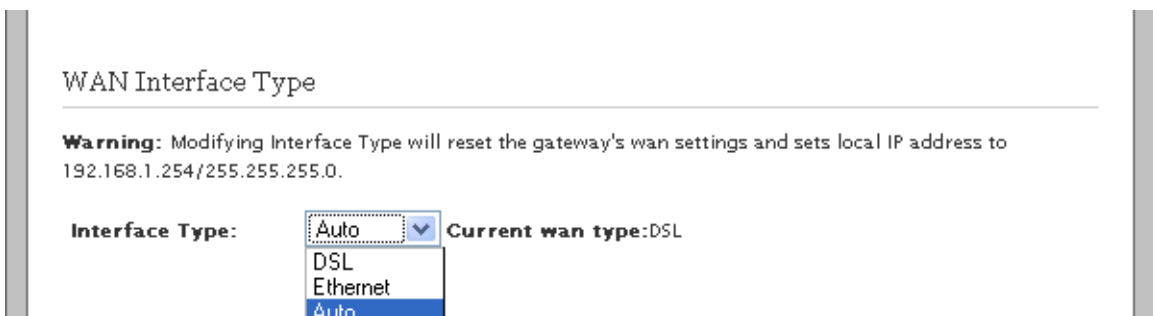 WAN Interface Type
Warning: Modifying Interface Type will reset the gateway's wan settings and sets local IP address to
192.168.1.254/255.255.255.0.
Interface Type: Auto Current wan type:DSL
DSL
Ethernet
Auto